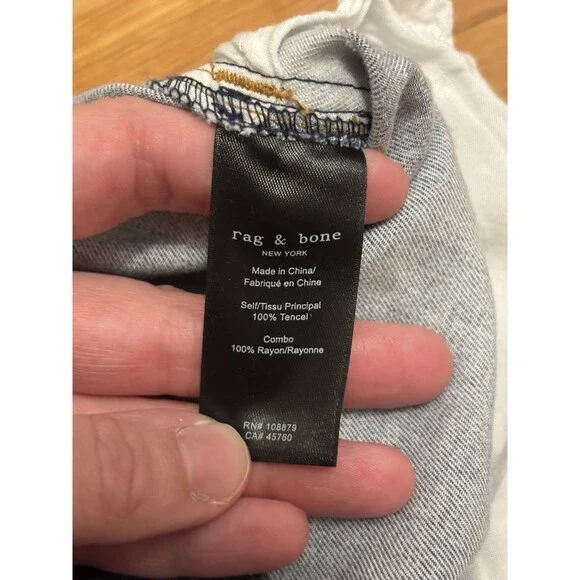 rag & bone
NEW YORK
Made in China/
Fabriqué en Chine
Self/Tissu Principal
100% Tencel
Combo
100% Rayon/Rayonne
RN# 108879
CA# 45760